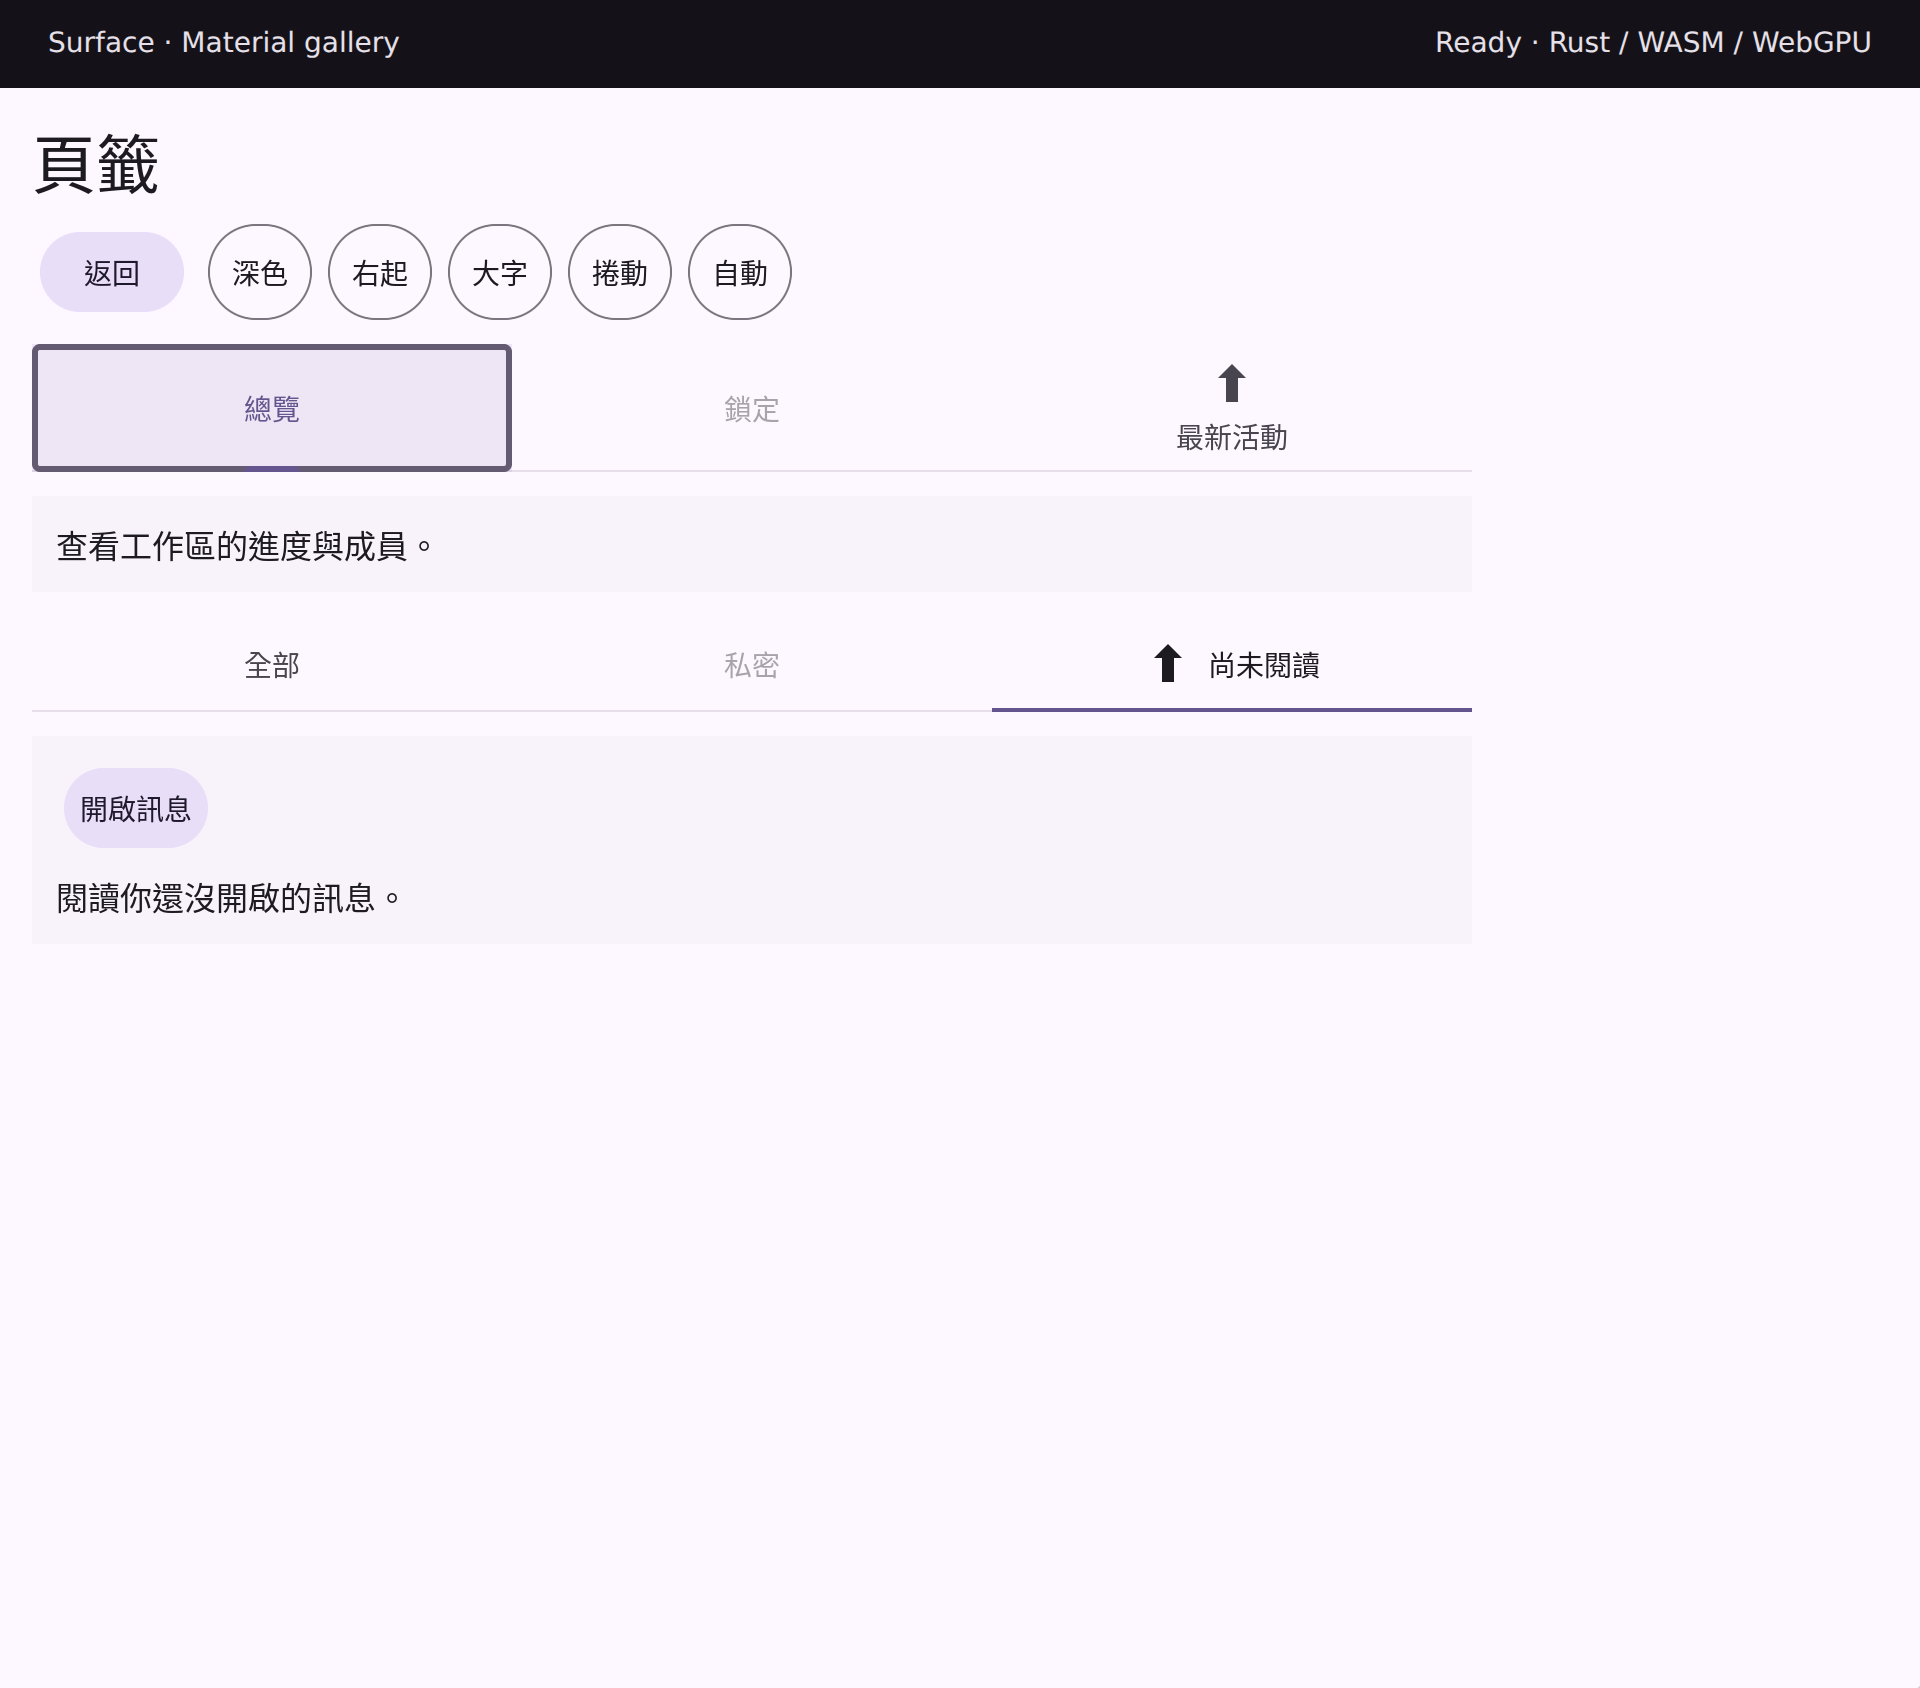 Surface · Material gallery
Ready · Rust / WASM / WebGPU
頁籤
返回 深色 右起 大字 捲動 自動
總覽 鎖定 最新活動
查看工作區的進度與成員。
全部 私密 尚未閱讀
開啟訊息
閱讀你還沒開啟的訊息。